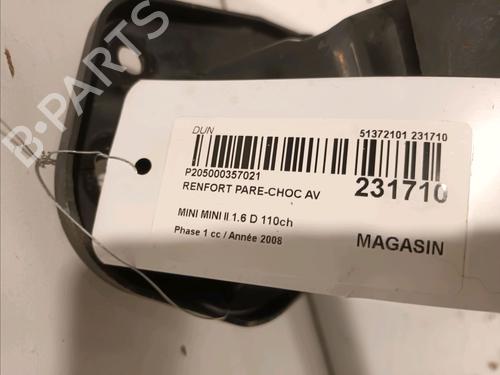 B-PARTS
DUN
51372101 231710
P205000357021
RENFORT PARE-CHOC AV
231710
MINI MINI II 1.6 D 110ch
Phase 1 cc / Année 2008
MAGASIN